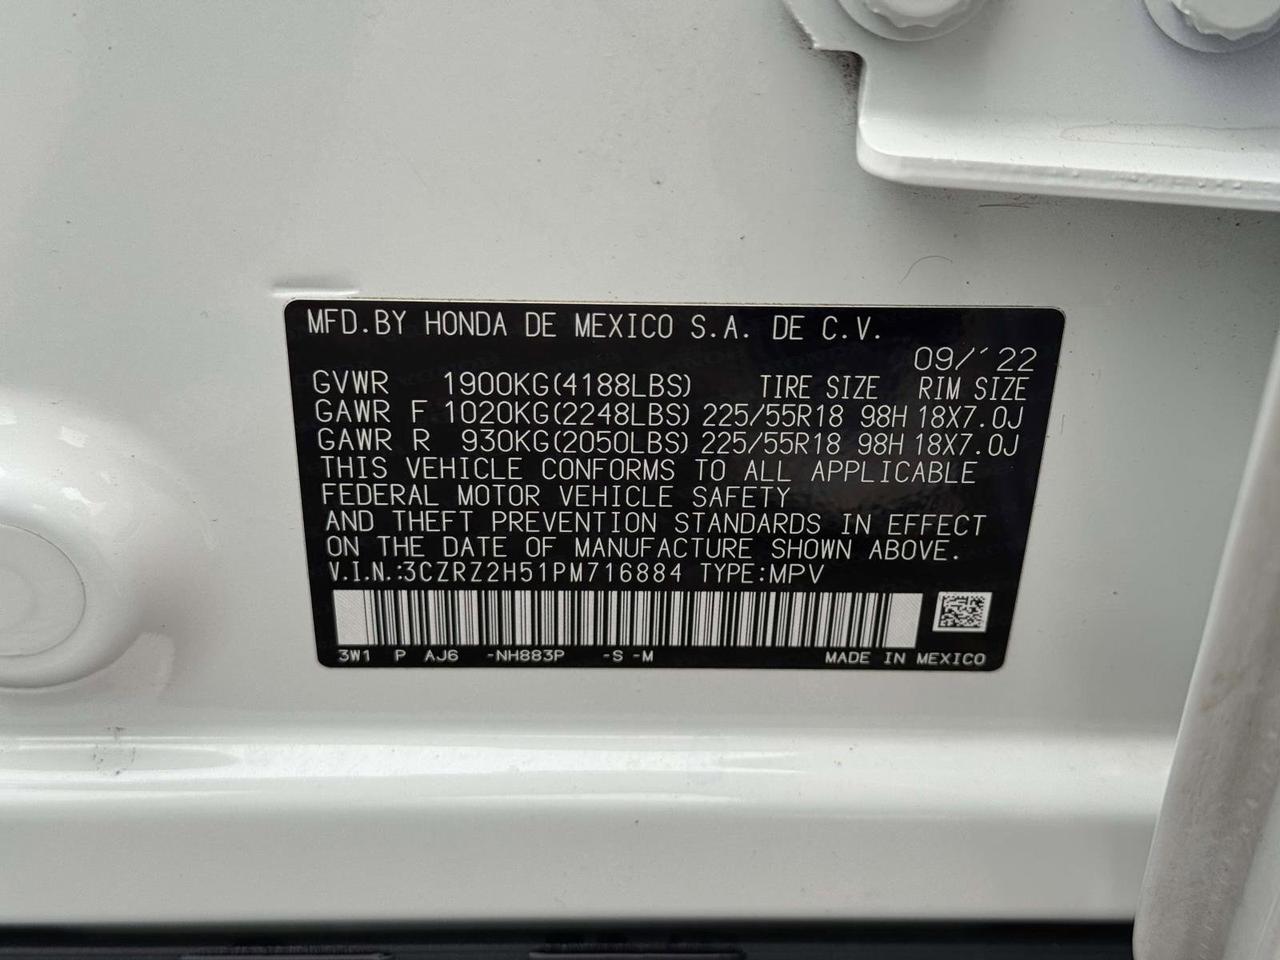 MFD.BY HONDA DE MEXICO S.A. DE C.V.
09/´22
GVWR 1900KG(4188LBS) TIRE SIZE RIM SIZE
GAWR F 1020KG(2248LBS) 225/55R18 98H 18X7.0J
GAWR R 930KG(2050LBS) 225/55R18 98H 18X7.0J
THIS VEHICLE CONFORMS TO ALL APPLICABLE
FEDERAL MOTOR VEHICLE SAFETY
AND THEFT PREVENTION STANDARDS IN EFFECT
ON THE DATE OF MANUFACTURE SHOWN ABOVE.
V.I.N.:3CZRZ2H51PM716884 TYPE:MPV
3W1 P AJ6 -NH883P -S -M MADE IN MEXICO